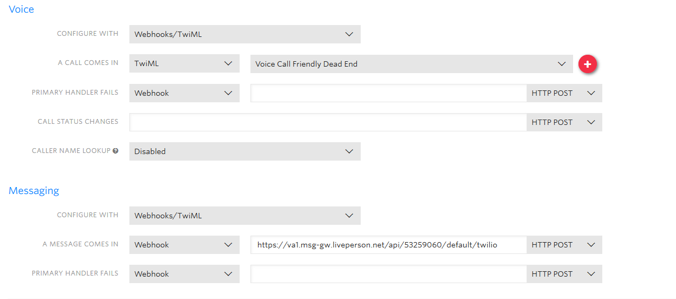 Voice
CONFIGURE WITH Webhooks/TwiML
A CALL COMES IN TwiML Voice Call Friendly Dead End +
PRIMARY HANDLER FAILS Webhook HTTP POST
CALL STATUS CHANGES HTTP POST
CALLER NAME LOOKUP ? Disabled
Messaging
CONFIGURE WITH Webhooks/TwiML
A MESSAGE COMES IN Webhook https://va1.msg-gw.liveperson.net/api/53259060/default/twilio HTTP POST
PRIMARY HANDLER FAILS Webhook HTTP POST